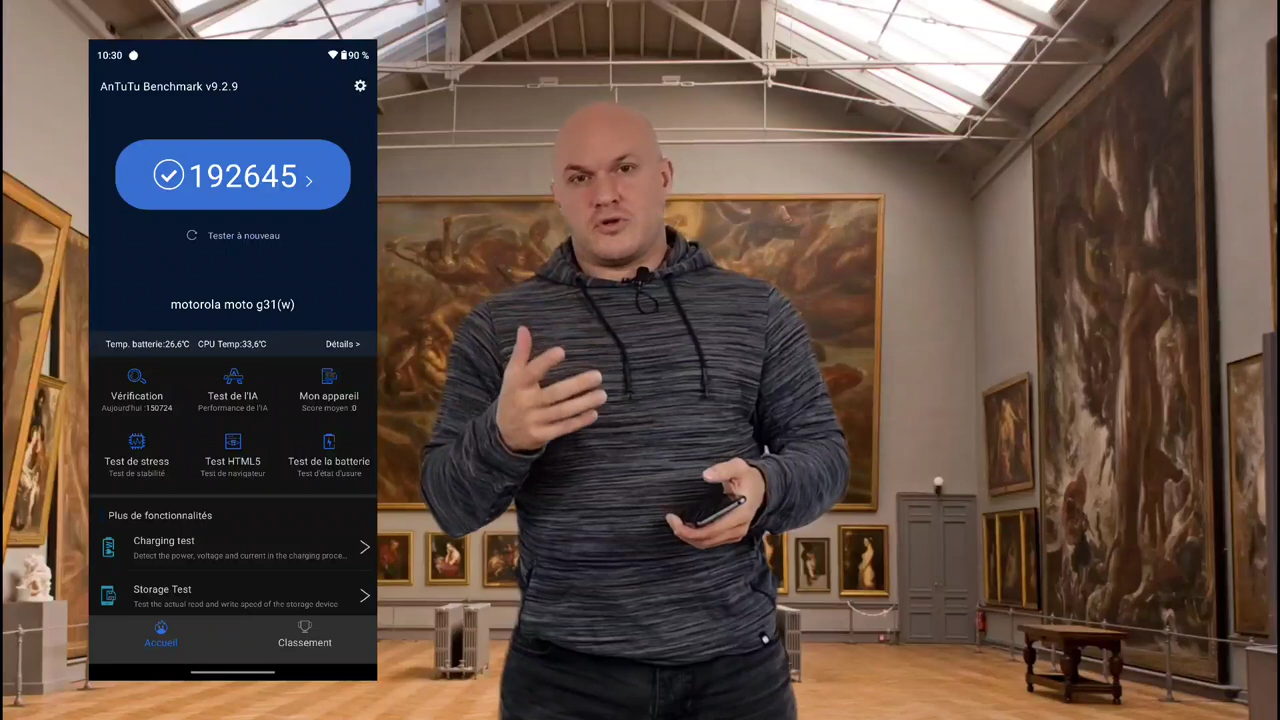 10:30
90 %
AnTuTu Benchmark v9.2.9
192645
Tester à nouveau
motorola moto g31(w)
Temp. batterie:26,6℃ CPU Temp:33,6℃ Détails >
Vérification Test de l'IA Mon appareil
Aujourd'hui :150724 Performance de l'IA Score moyen :0
Test de stress Test HTML5 Test de la batterie
Test de stabilité Test de navigateur Test d'état d'usure
Plus de fonctionnalités
Charging test
Detect the power, voltage and current in the charging proce...
Storage Test
Test the actual read and write speed of the storage device
Accueil Classement